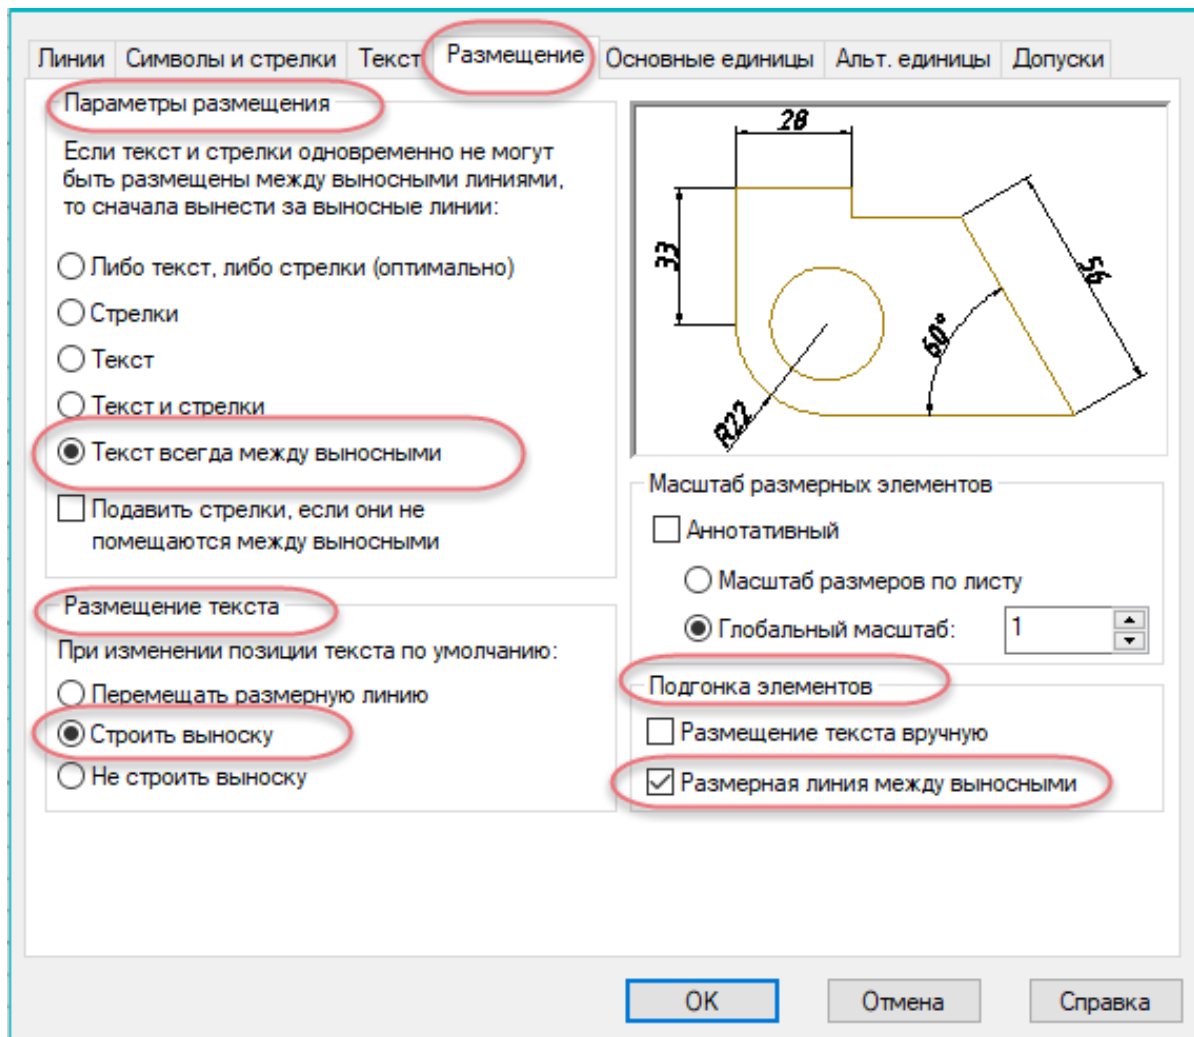 Линии Символы и стрелки Текст Размещение Основные единицы Альт. единицы Допуски
Параметры размещения
Если текст и стрелки одновременно не могут
быть размещены между выносными линиями,
то сначала вынести за выносные линии:
Либо текст, либо стрелки (оптимально)
Стрелки
Текст
Текст и стрелки
Текст всегда между выносными
Подавить стрелки, если они не
помещаются между выносными
Размещение текста
При изменении позиции текста по умолчанию:
Перемещать размерную линию
Строить выноску
Не строить выноску
28
33
56
60°
R22
Масштаб размерных элементов
Аннотативный
Масштаб размеров по листу
Глобальный масштаб: 1
Подгонка элементов
Размещение текста вручную
Размерная линия между выносными
OK Отмена Справка